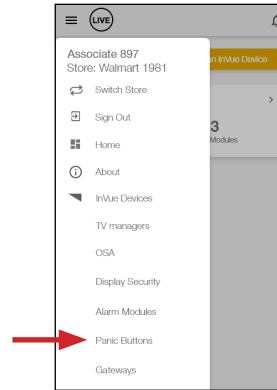 LIVE
Associate 897
Store: Walmart 1981
Switch Store
Sign Out
Home
About
InVue Devices
TV managers
OSA
Display Security
Alarm Modules
Panic Buttons
Gateways
n InVue Device
3
Modules